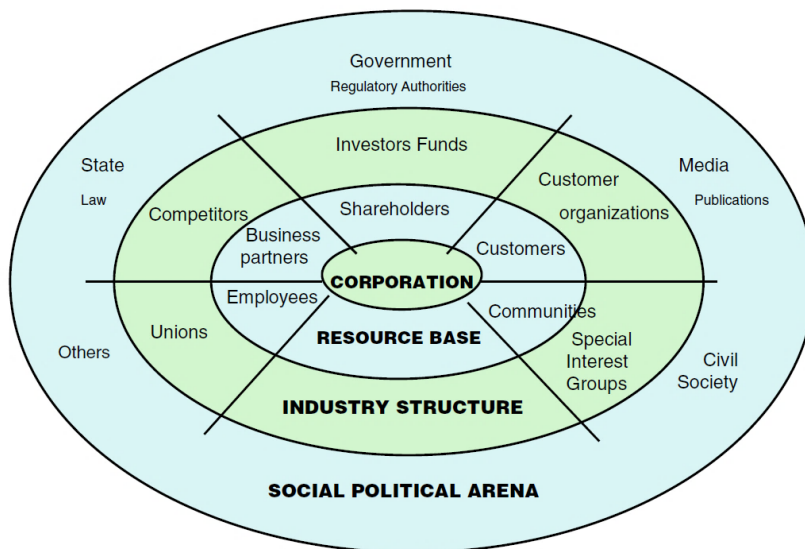 Government
Regulatory Authorities
State
Law
Investors Funds
Media
Publications
Customer
organizations
Competitors
Shareholders
Business
partners
Customers
CORPORATION
Employees
Communities
Unions
RESOURCE BASE
Special
Interest
Groups
Others
Civil
Society
INDUSTRY STRUCTURE
SOCIAL POLITICAL ARENA